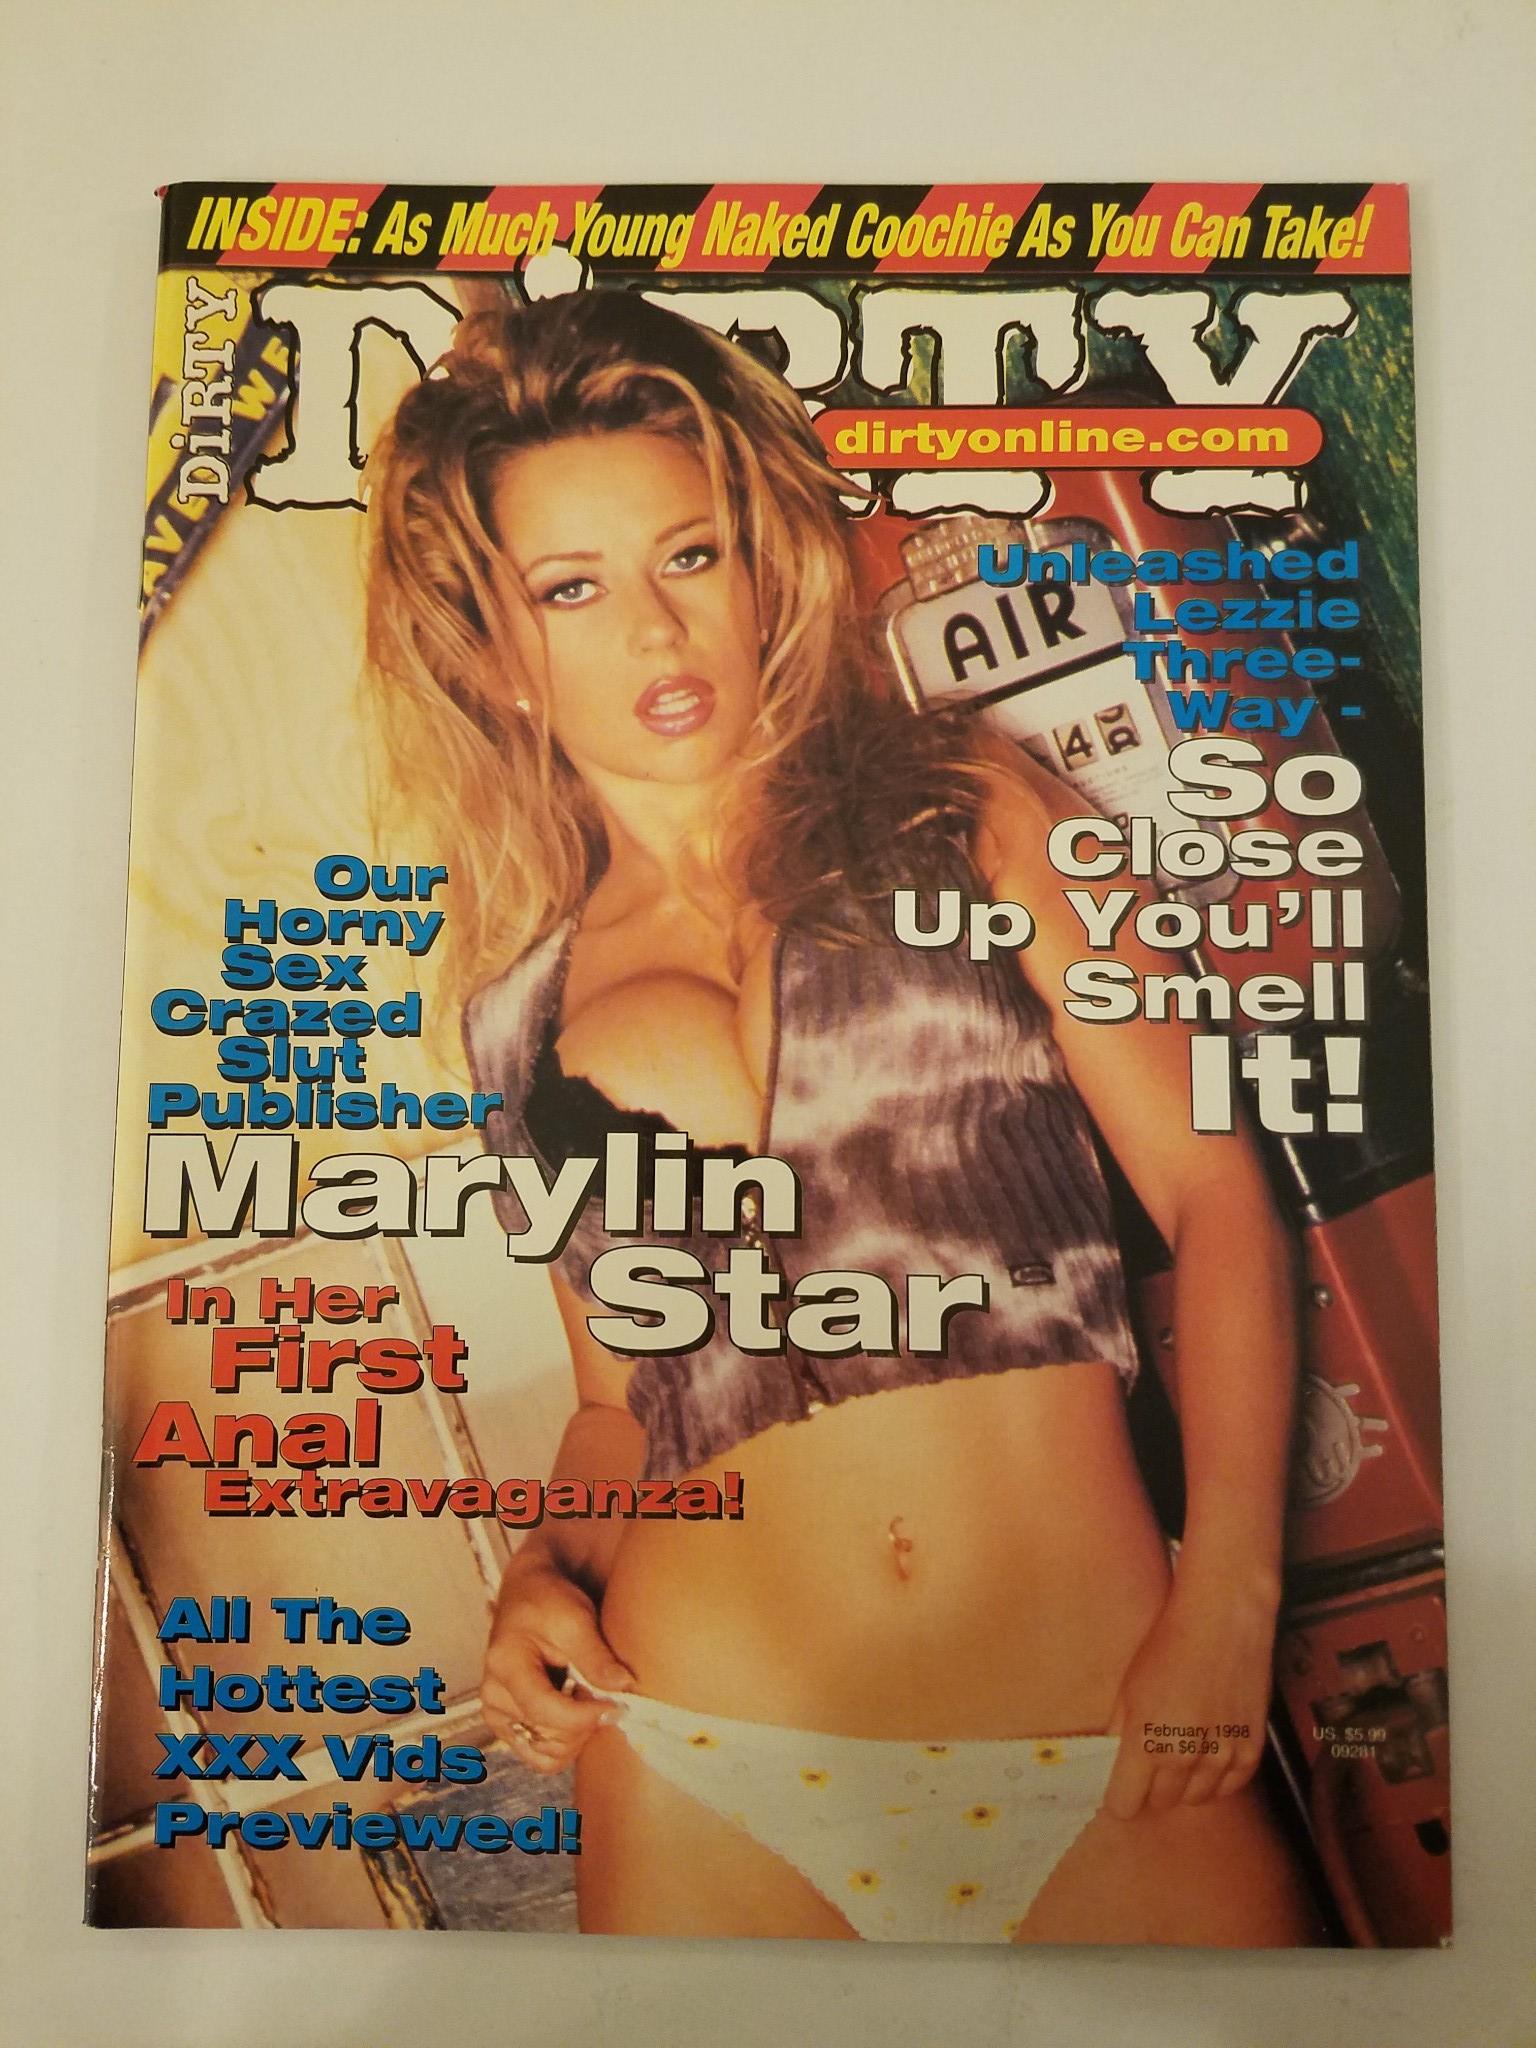 INSIDE: As Much Young Naked Coochie As You Can Take!
DiRTY
DiRTY
dirtyonline.com
AIR
Unleashed
Lezzie
Three-
Way -
So
Close
Up You'll
Smell
It!
Our
Horny
Sex
Crazed
Slut
Publisher
Marylin
Star
In Her
First
Anal
Extravaganza!
All The
Hottest
XXX Vids
Previewed!
February 1998
Can $6.99
US. $5.99
09281